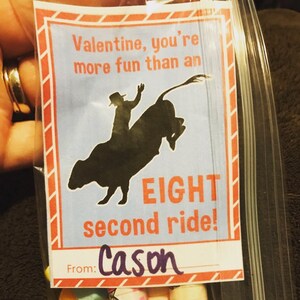 Valentine, you're
more fun than an
EIGHT
second ride!
From: Cason